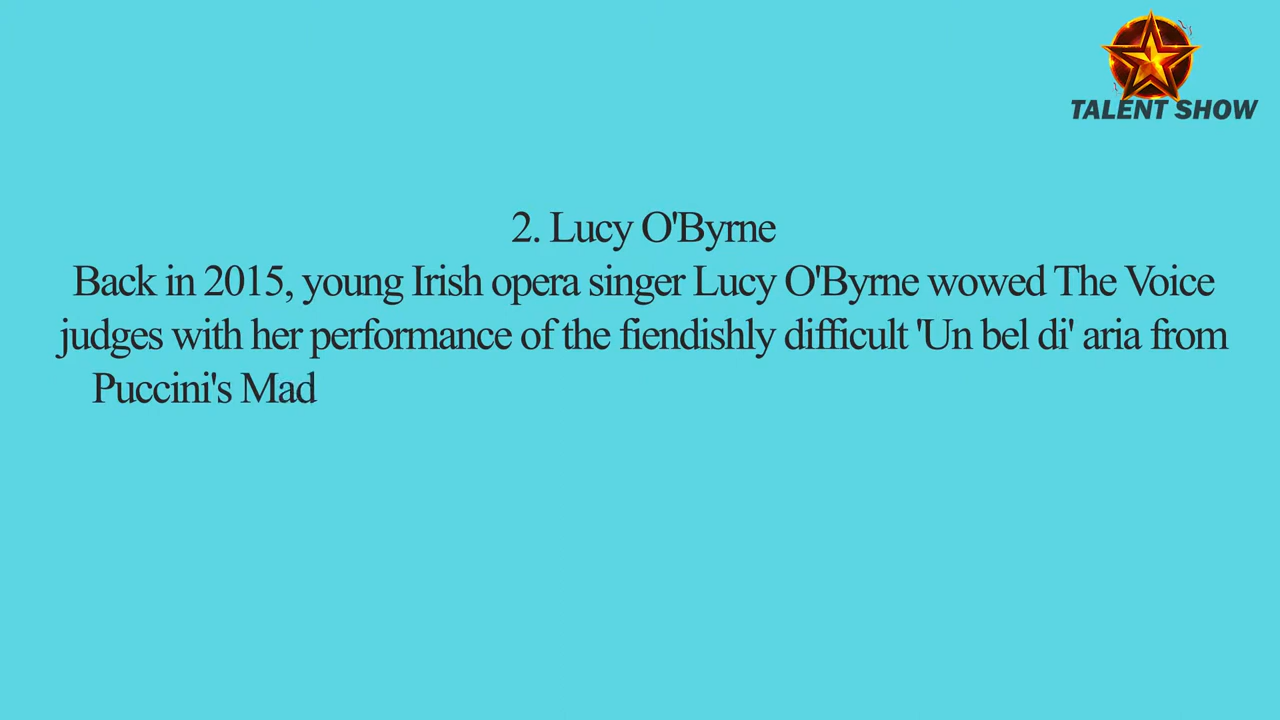 TALENT SHOW
2. Lucy O'Byrne
Back in 2015, young Irish opera singer Lucy O'Byrne wowed The Voice
judges with her performance of the fiendishly difficult 'Un bel di' aria from
Puccini's Mad